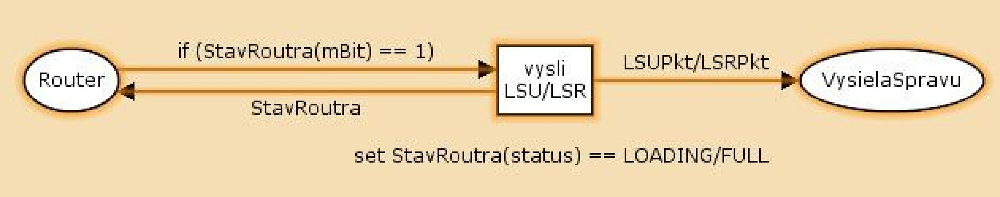 if (StavRoutra(mBit) == 1)
Router
StavRoutra
vysli
LSU/LSR
LSUPkt/LSRPkt
VysielaSpravu
set StavRoutra(status) == LOADING/FULL